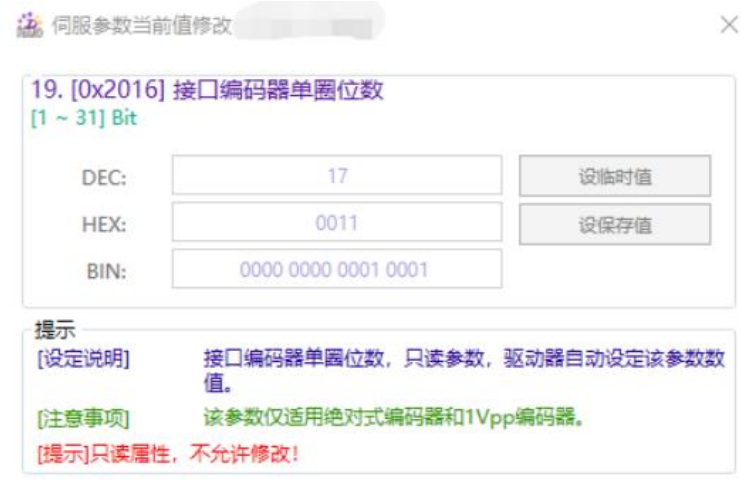 伺服参数当前值修改
19. [0x2016] 接口编码器单圈位数
[1 ~ 31] Bit
DEC: 17 设临时值
HEX: 0011 设保存值
BIN: 0000 0000 0001 0001
提示
[设定说明] 接口编码器单圈位数，只读参数，驱动器自动设定该参数数
值。
[注意事项] 该参数仅适用绝对式编码器和1Vpp编码器。
[提示]只读属性，不允许修改！